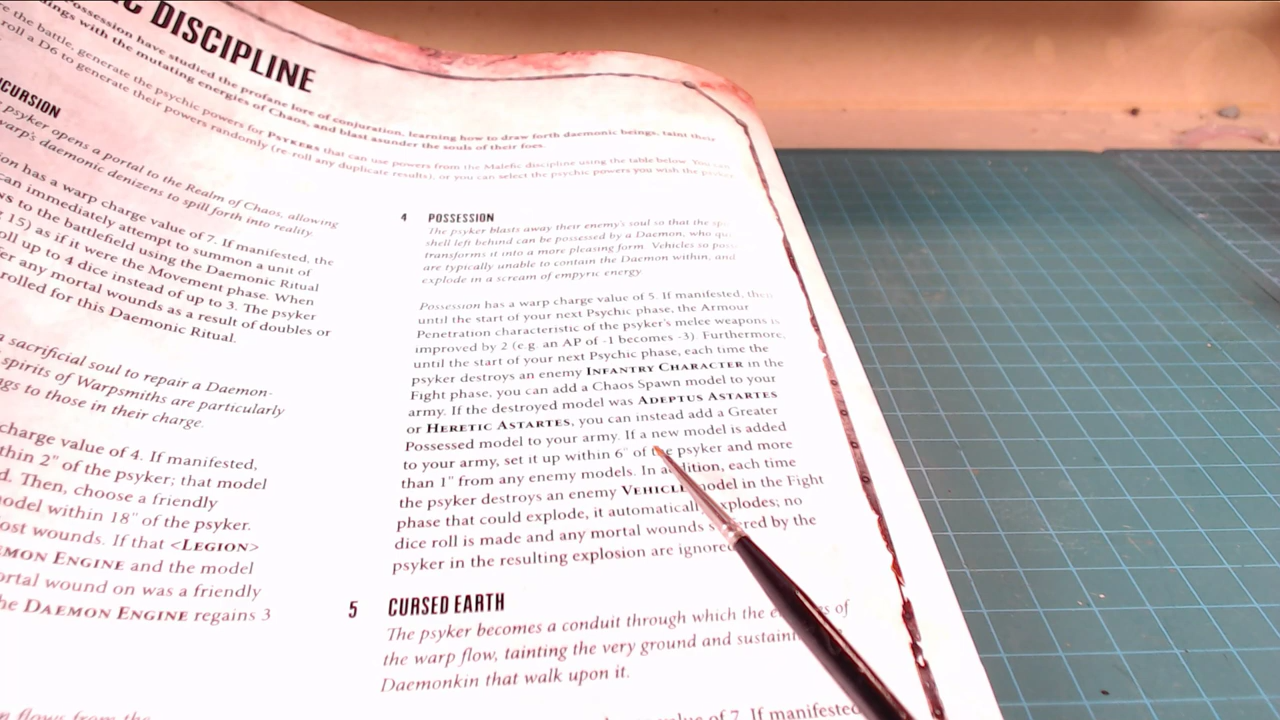 C DISCIPLINE
Possession have studied the profane lore of conjuration, learning how to draw forth daemonic beings, taint their
ings with the mutating energies of Chaos, and blast asunder the souls of their foes.
re the battle, generate the psychic powers for PSYKERS that can use powers from the Malefic discipline using the table below. You can
roll a D6 to generate their powers randomly (re-roll any duplicate results), or you can select the psychic powers you wish the psyker
CURSION
psyker opens a portal to the Realm of Chaos, allowing
warp's daemonic denizens to spill forth into reality.
ion has a warp charge value of 7. If manifested, the
can immediately attempt to summon a unit of
ws to the battlefield using the Daemonic Ritual
15) as if it were the Movement phase. When
oll up to 4 dice instead of up to 3. The psyker
er any mortal wounds as a result of doubles or
rolled for this Daemonic Ritual.
a sacrificial soul to repair a Daemon-
spirits of Warpsmiths are particularly
gs to those in their charge.
charge value of 4. If manifested,
thin 2" of the psyker; that model
d. Then, choose a friendly
odel within 18" of the psyker.
ost wounds. If that <LEGION>
EMON ENGINE and the model
ortal wound on was a friendly
he DAEMON ENGINE regains 3
n flows from the
4 POSSESSION
The psyker blasts away their enemy's soul so that the
shell left behind can be possessed by a Daemon, who
transforms it into a more pleasing form. Vehicles so
are typically unable to contain the Daemon within, and
explode in a scream of empyric energy.
Possession has a warp charge value of 5. If manifested, then
until the start of your next Psychic phase, the Armour
Penetration characteristic of the psyker's melee weapons is
improved by 2 (e.g. an AP of -1 becomes -3). Furthermore,
until the start of your next Psychic phase, each time the
psyker destroys an enemy INFANTRY CHARACTER in the
Fight phase, you can add a Chaos Spawn model to your
army. If the destroyed model was ADEPTUS ASTARTES
or HERETIC ASTARTES, you can instead add a Greater
Possessed model to your army. If a new model is added
to your army, set it up within 6" of the psyker and more
than 1" from any enemy models. In addition, each time
the psyker destroys an enemy VEHICLE model in the Fight
phase that could explode, it automatically explodes; no
dice roll is made and any mortal wounds suffered by the
psyker in the resulting explosion are ignored
5 CURSED EARTH
The psyker becomes a conduit through which the of
the warp flow, tainting the very ground and
Daemonkin that walk upon it.
value of 7. If manifested